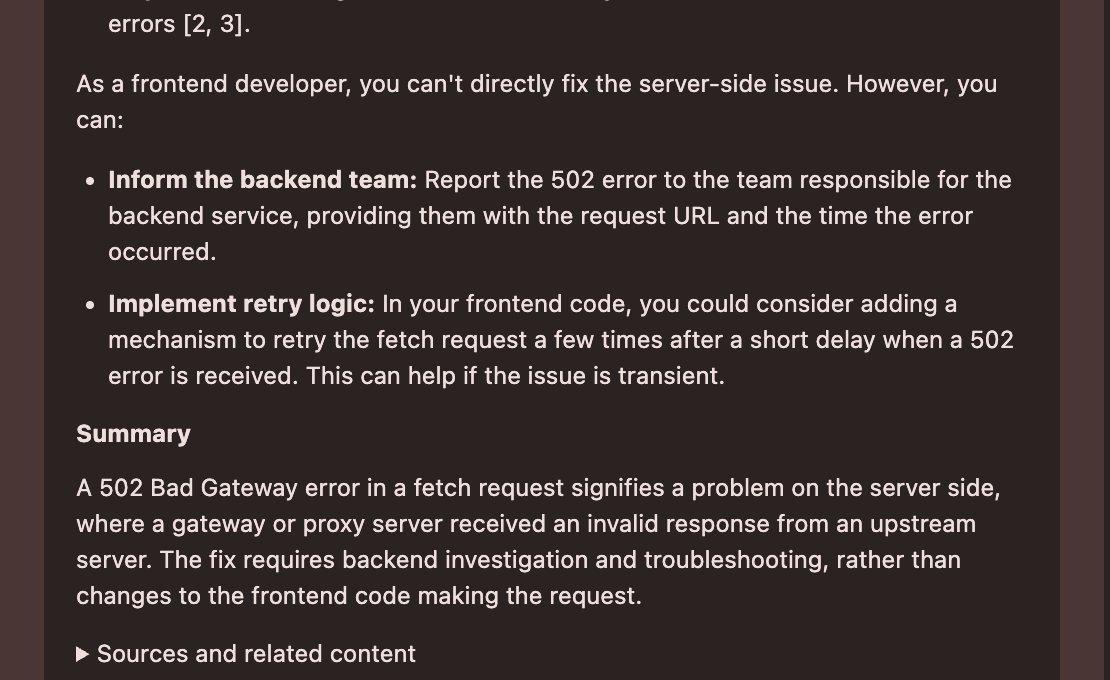 errors [2, 3].
As a frontend developer, you can't directly fix the server-side issue. However, you
can:
• Inform the backend team: Report the 502 error to the team responsible for the
backend service, providing them with the request URL and the time the error
occurred.
• Implement retry logic: In your frontend code, you could consider adding a
mechanism to retry the fetch request a few times after a short delay when a 502
error is received. This can help if the issue is transient.
Summary
A 502 Bad Gateway error in a fetch request signifies a problem on the server side,
where a gateway or proxy server received an invalid response from an upstream
server. The fix requires backend investigation and troubleshooting, rather than
changes to the frontend code making the request.
▶ Sources and related content